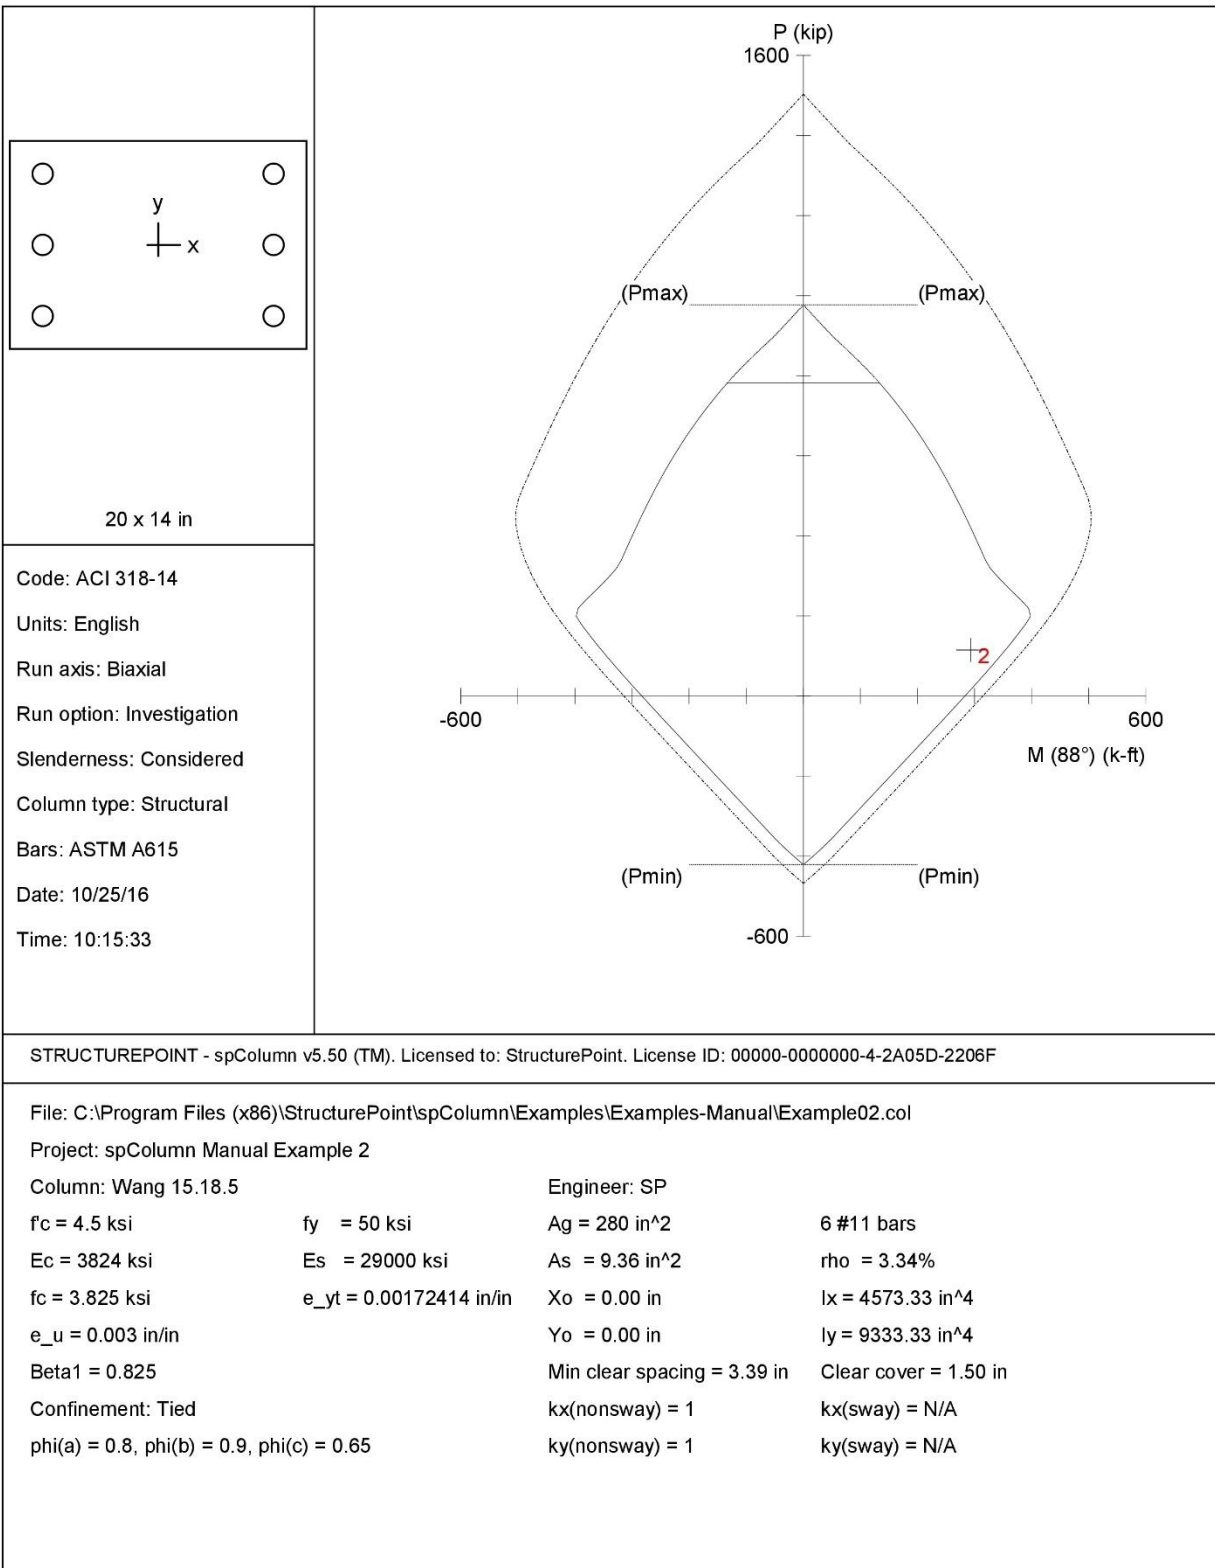 y
x
20 x 14 in
Code: ACI 318-14
Units: English
Run axis: Biaxial
Run option: Investigation
Slenderness: Considered
Column type: Structural
Bars: ASTM A615
Date: 10/25/16
Time: 10:15:33
P (kip)
1600
(Pmax) (Pmax)
2
-600 600
M (88°) (k-ft)
(Pmin) (Pmin)
-600
STRUCTUREPOINT - spColumn v5.50 (TM). Licensed to: StructurePoint. License ID: 00000-0000000-4-2A05D-2206F
File: C:\Program Files (x86)\StructurePoint\spColumn\Examples\Examples-Manual\Example02.col
Project: spColumn Manual Example 2
Column: Wang 15.18.5 Engineer: SP
f'c = 4.5 ksi fy = 50 ksi Ag = 280 in^2 6 #11 bars
Ec = 3824 ksi Es = 29000 ksi As = 9.36 in^2 rho = 3.34%
fc = 3.825 ksi e_yt = 0.00172414 in/in Xo = 0.00 in Ix = 4573.33 in^4
e_u = 0.003 in/in Yo = 0.00 in Iy = 9333.33 in^4
Beta1 = 0.825 Min clear spacing = 3.39 in Clear cover = 1.50 in
Confinement: Tied kx(nonsway) = 1 kx(sway) = N/A
phi(a) = 0.8, phi(b) = 0.9, phi(c) = 0.65 ky(nonsway) = 1 ky(sway) = N/A